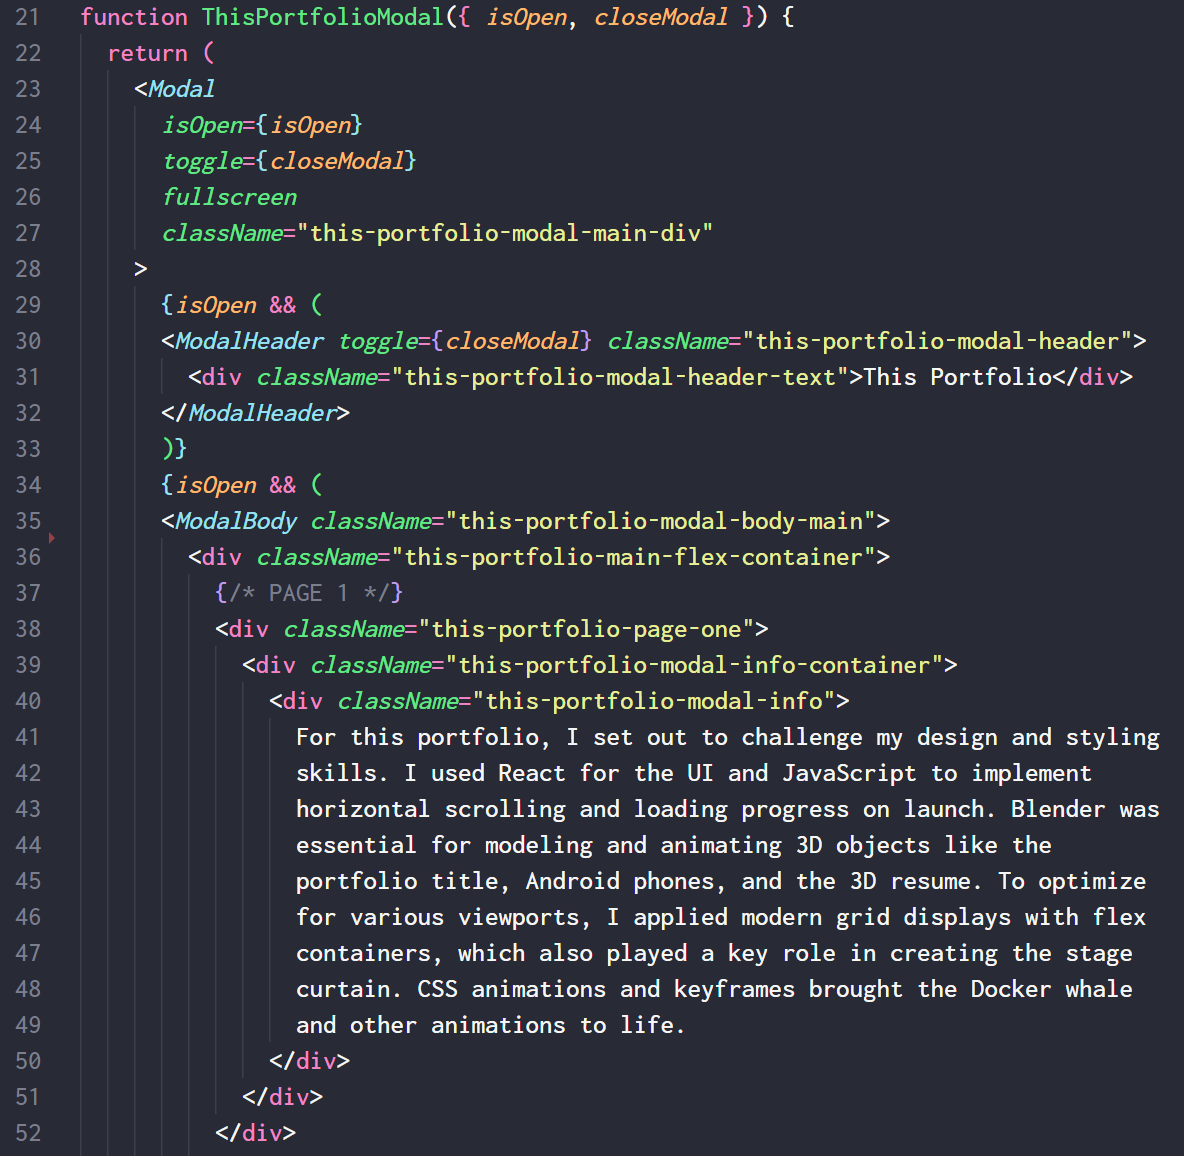 21 function ThisPortfolioModal({ isOpen, closeModal }) {
22 return (
23 <Modal
24 isOpen={isOpen}
25 toggle={closeModal}
26 fullscreen
27 className="this-portfolio-modal-main-div"
28 >
29 {isOpen && (
30 <ModalHeader toggle={closeModal} className="this-portfolio-modal-header">
31 <div className="this-portfolio-modal-header-text">This Portfolio</div>
32 </ModalHeader>
33 )}
34 {isOpen && (
35 <ModalBody className="this-portfolio-modal-body-main">
36 <div className="this-portfolio-main-flex-container">
37 {/* PAGE 1 */}
38 <div className="this-portfolio-page-one">
39 <div className="this-portfolio-modal-info-container">
40 <div className="this-portfolio-modal-info">
41 For this portfolio, I set out to challenge my design and styling
42 skills. I used React for the UI and JavaScript to implement
43 horizontal scrolling and loading progress on launch. Blender was
44 essential for modeling and animating 3D objects like the
45 portfolio title, Android phones, and the 3D resume. To optimize
46 for various viewports, I applied modern grid displays with flex
47 containers, which also played a key role in creating the stage
48 curtain. CSS animations and keyframes brought the Docker whale
49 and other animations to life.
50 </div>
51 </div>
52 </div>